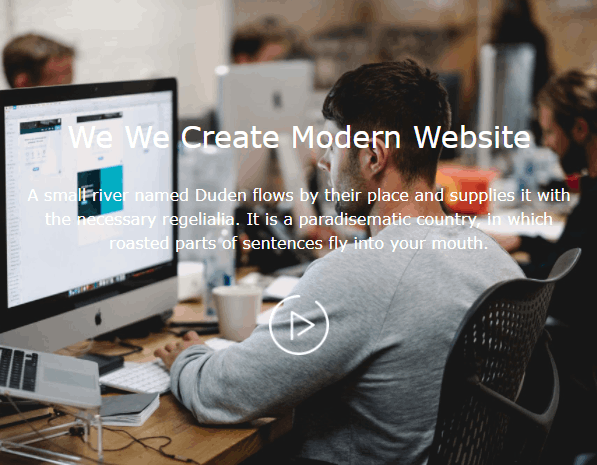 We We Create Modern Website
A small river named Duden flows by their place and supplies it with
the necessary regelialia. It is a paradisematic country, in which
roasted parts of sentences fly into your mouth.